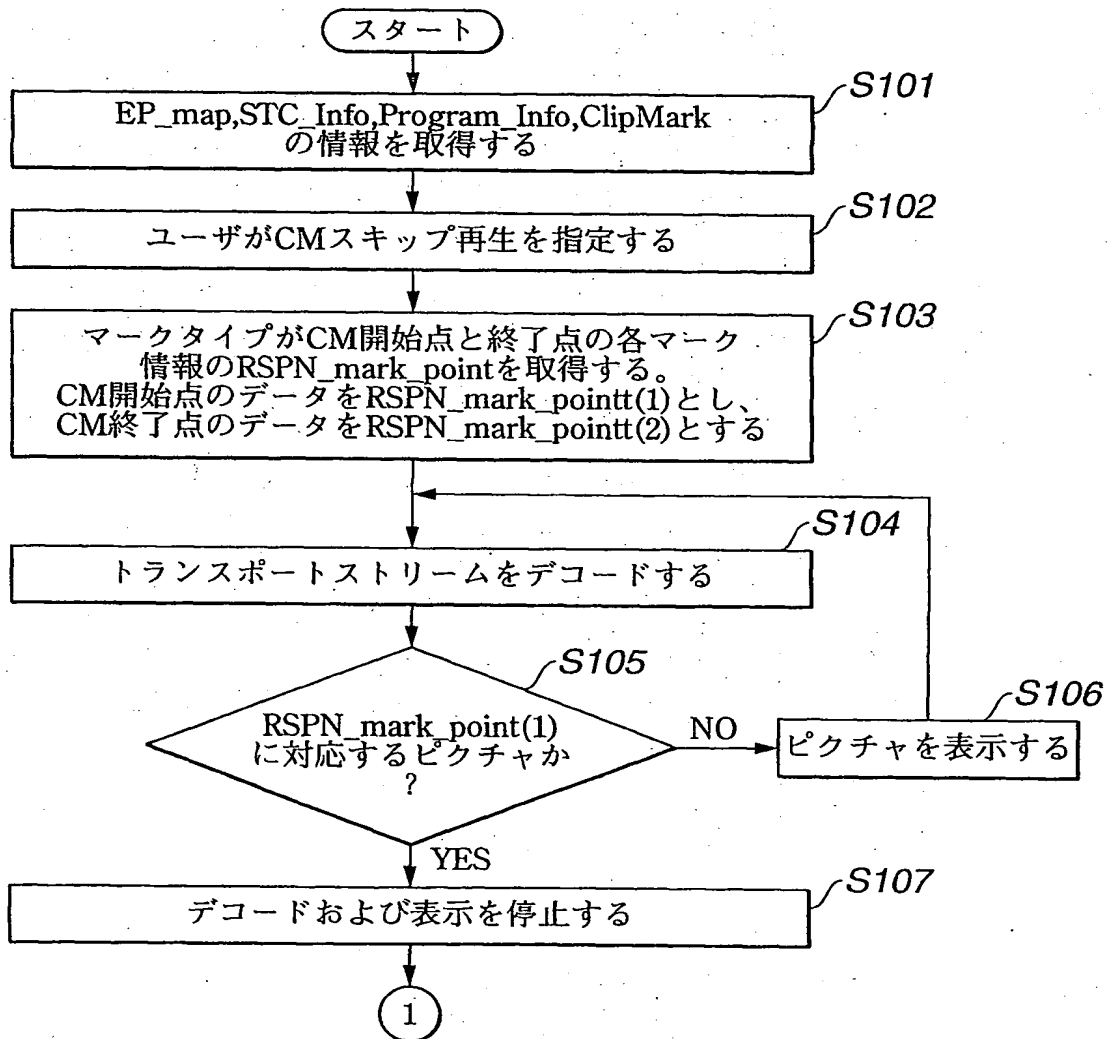 スタート
S101
EP_map,STC_Info,Program_Info,ClipMark
の情報を取得する
S102
ユーザがCMスキップ再生を指定する
S103
マークタイプがCM開始点と終了点の各マーク
情報のRSPN_mark_pointを取得する。
CM開始点のデータをRSPN_mark_pointt(1)とし、
CM終了点のデータをRSPN_mark_pointt(2)とする
S104
トランスポートストリームをデコードする
S105
RSPN_mark_point(1)
に対応するピクチャか
?
NO
S106
ピクチャを表示する
YES
S107
デコードおよび表示を停止する
1